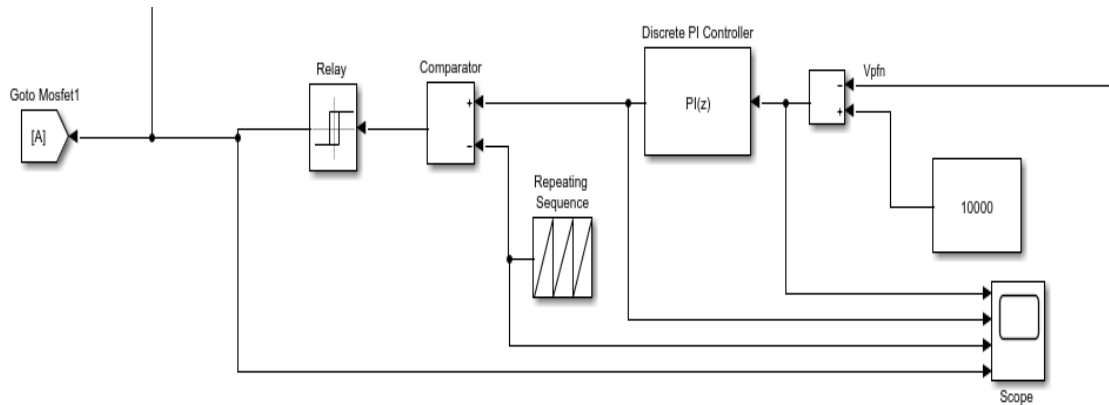 Discrete PI Controller
Relay
Comparator
Vpfn
Goto Mosfet1
[A]
+
−
PI(z)
−
+
Repeating
Sequence
10000
Scope